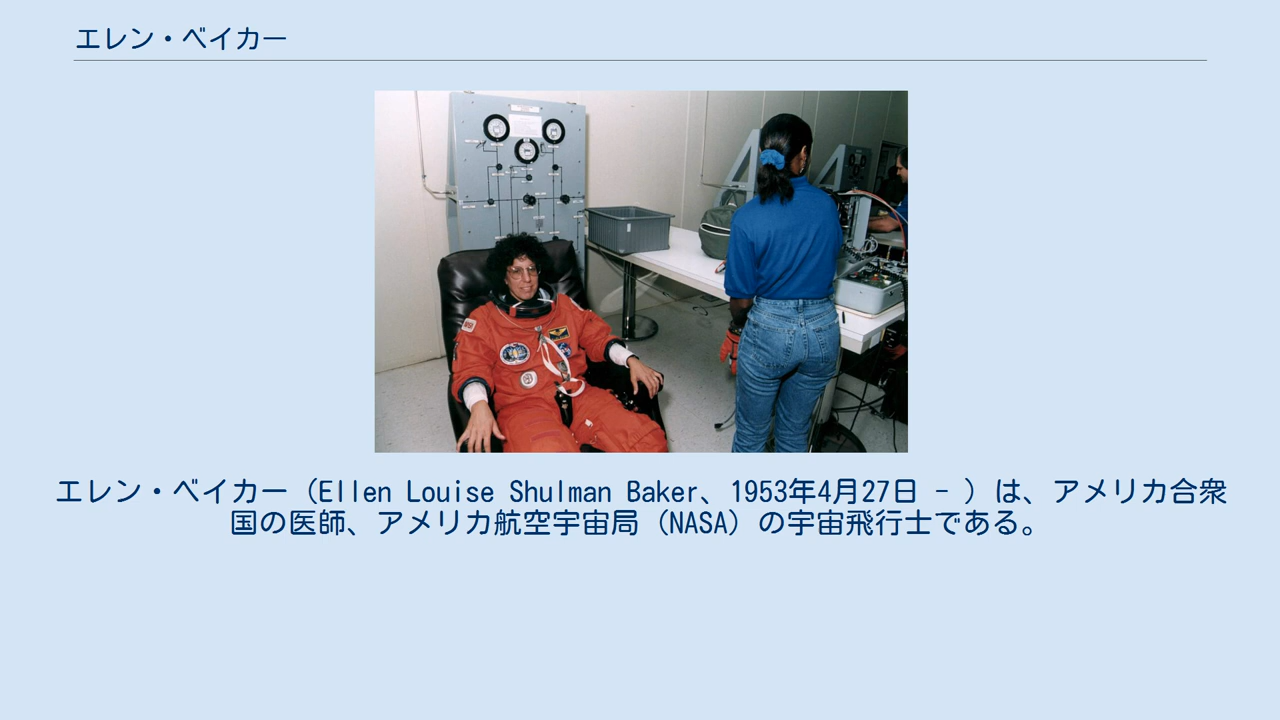 エレン・ベイカー
エレン・ベイカー（Ellen Louise Shulman Baker、1953年4月27日 - ）は、アメリカ合衆
国の医師、アメリカ航空宇宙局（NASA）の宇宙飛行士である。